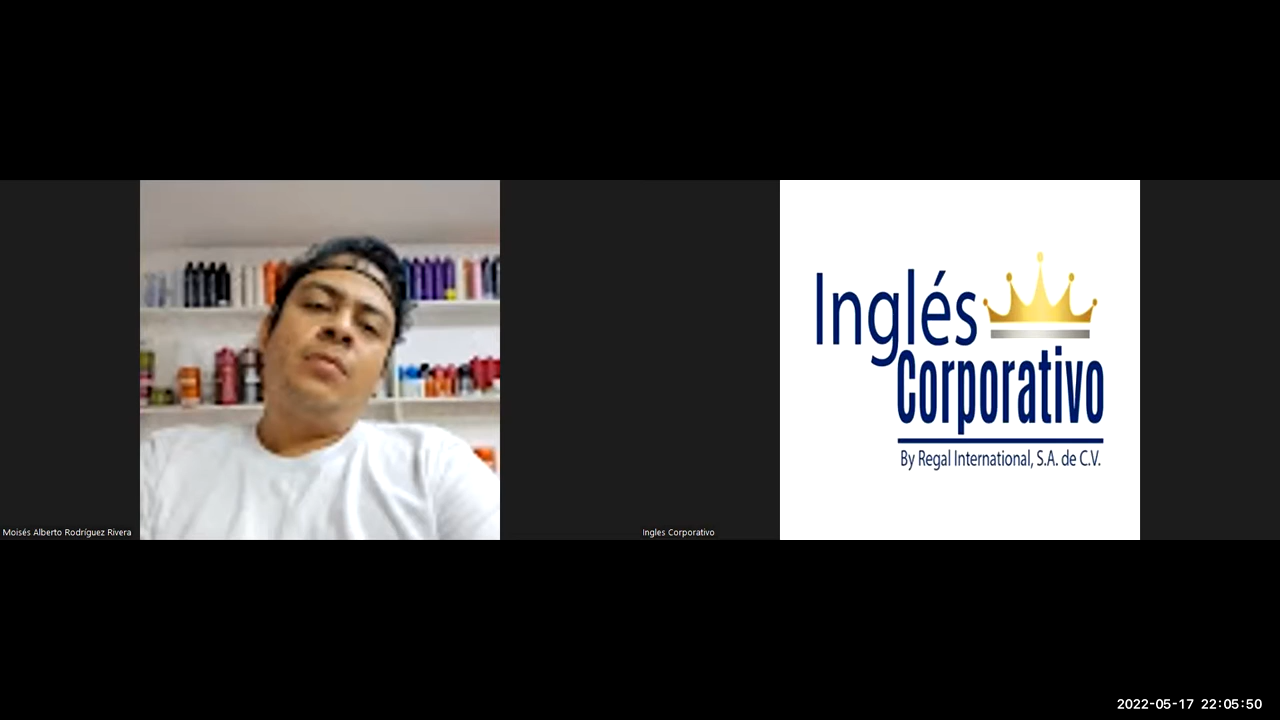 Inglés
Corporativo
By Regal International, S.A. de C.V.
Moisés Alberto Rodríguez Rivera
Ingles Corporativo
2022-05-17 22:05:50